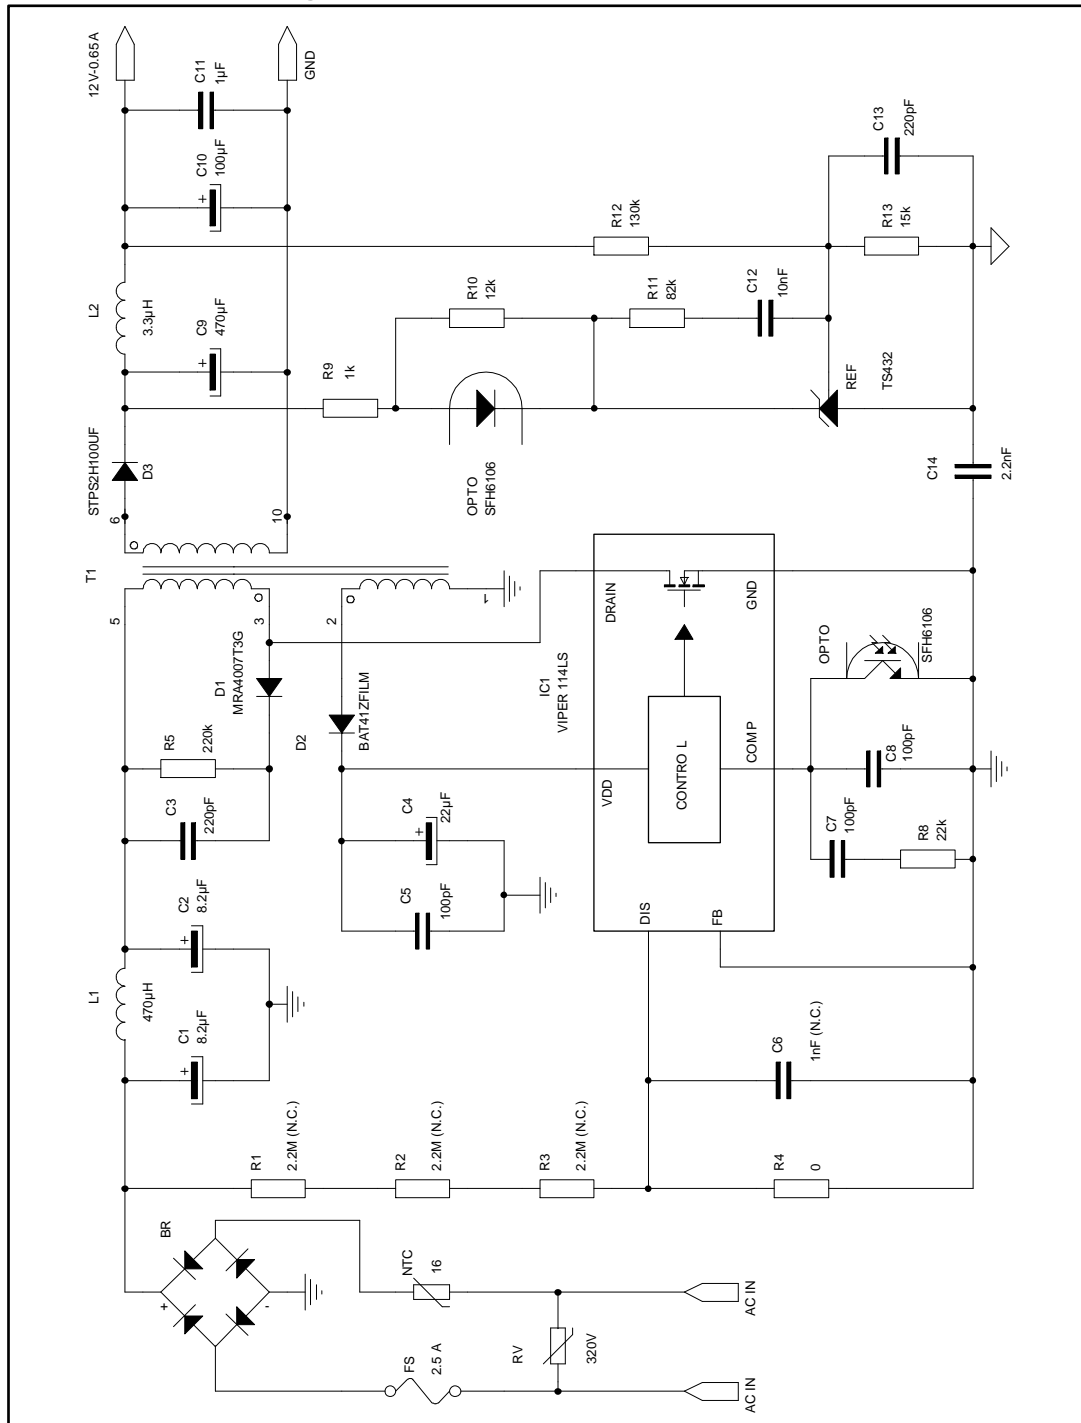 12V-0.65A
GND
C11
1µF
C10
100µF
L2
3.3µH
C9
470µF
STPS2H100UF
D3
6
10
T1
5
3
2
1
R12
130k
C13
220pF
R13
15k
R10
12k
R11
82k
C12
10nF
R9
1k
REF
TS432
OPTO
SFH6106
C14
2.2nF
D1
MRA4007T3G
D2
BAT41ZFILM
R5
220k
C3
220pF
C2
8.2µF
L1
470µH
C1
8.2µF
C4
22µF
C5
100pF
IC1
VIPER 114LS
DRAIN
GND
VDD
CONTRO L
COMP
DIS
FB
OPTO
SFH6106
C8
100pF
C7
100pF
R8
22k
C6
1nF (N.C.)
R1
2.2M (N.C.)
R2
2.2M (N.C.)
R3
2.2M (N.C.)
R4
0
BR
+
-
NTC
16
FS
2.5 A
RV
320V
AC IN
AC IN